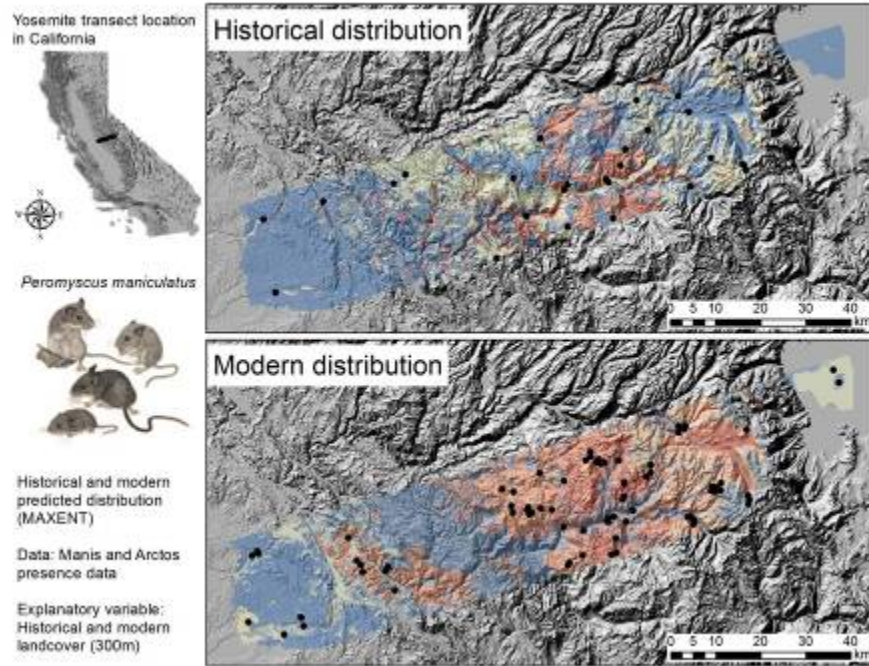 Yosemite transect location
in California
N
Peromyscus maniculatus
Historical and modern
predicted distribution
(MAXENT)
Data: Manis and Arctos
presence data
Explanatory variable:
Historical and modern
landcover (300m)
Historical distribution
0 5 10 20 30 40
km
Modern distribution
0 5 10 20 30 40
km